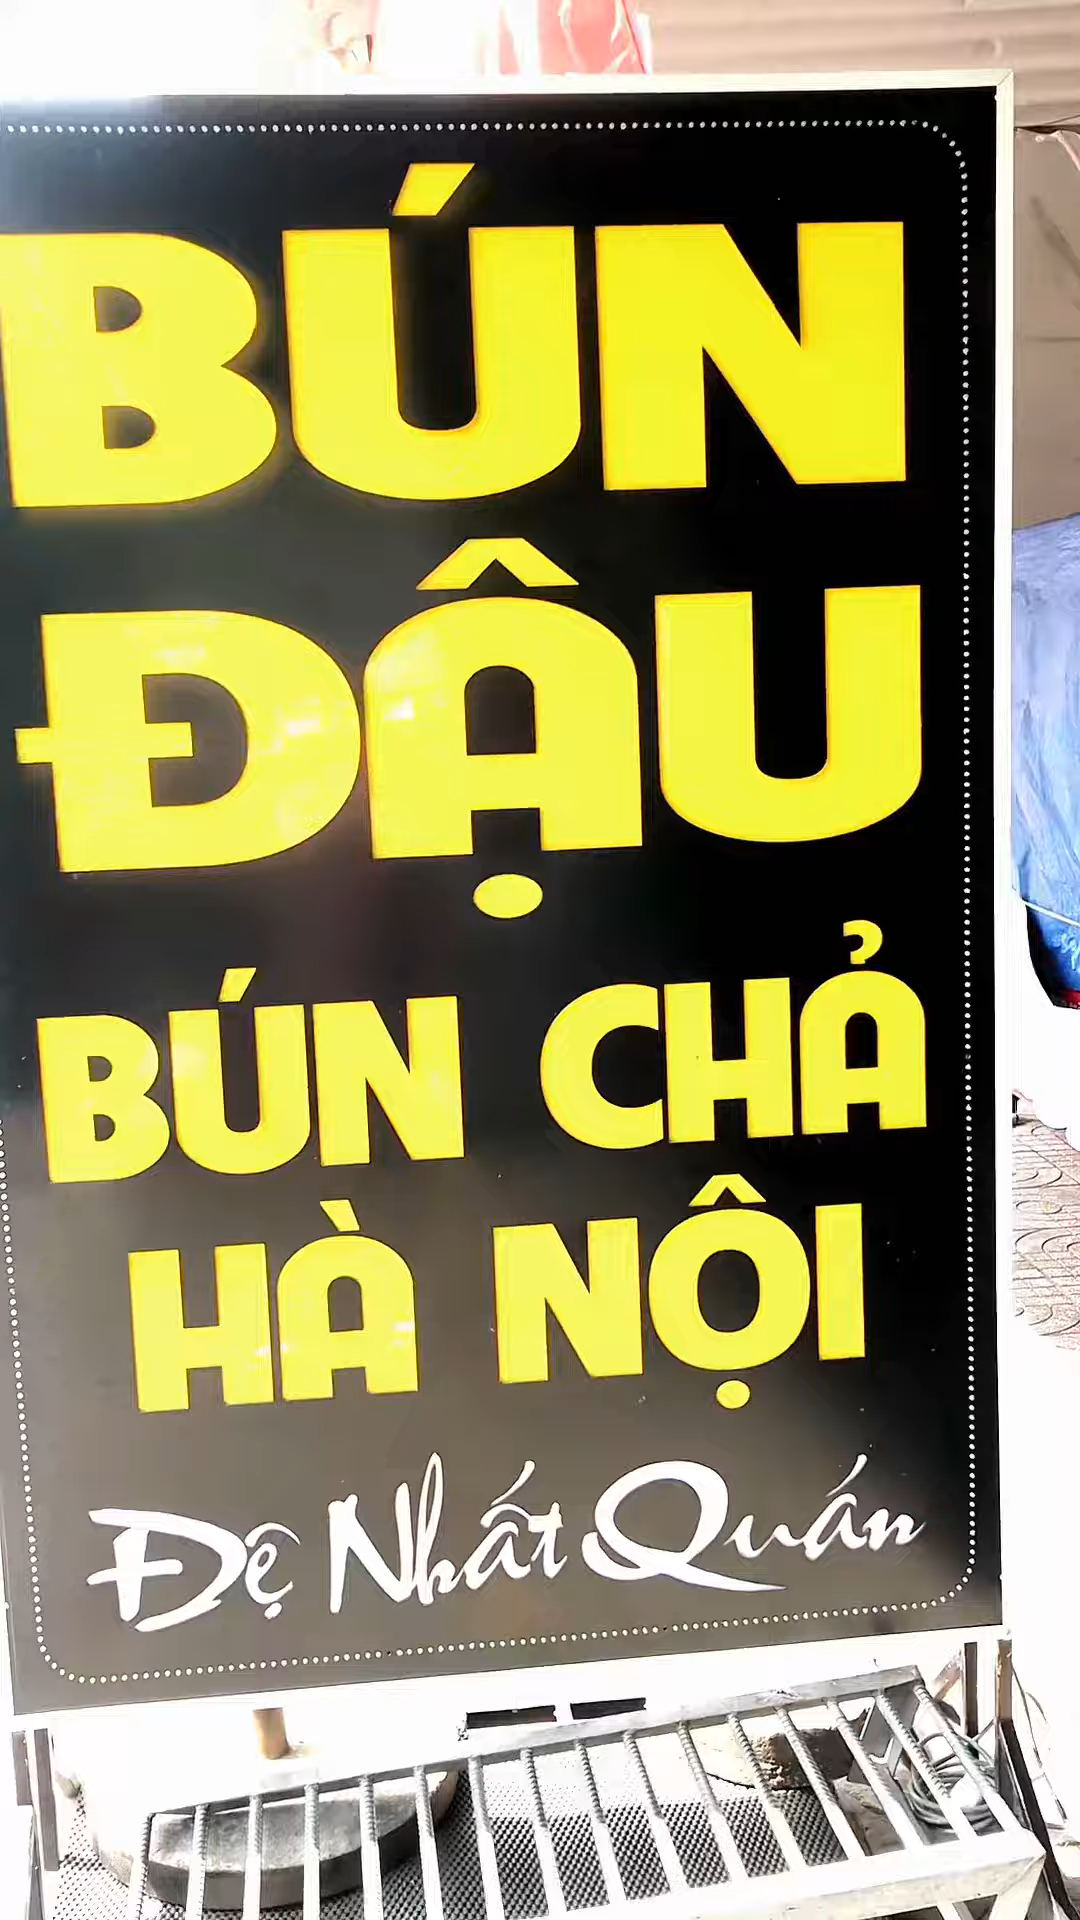 BÚN
ĐẬU
BÚN CHẢ
HÀ NỘI
Đệ Nhất Quán